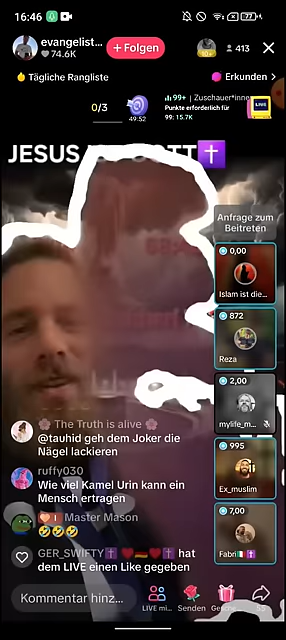 16:46
77
evangelist...
74.6K
+ Folgen
413
Tägliche Rangliste
Erkunden >
0/3
49:52
99+ | Zuschauer*innen
Punkte erforderlich für
99: 15.7K
LIVE
JESUS
Anfrage zum
Beitreten
0,00
Islam ist die...
872
Reza
2,00
mylife_m...
995
Ex_muslim
7,00
Fabri🇮🇹✝️
🌸 The Truth is alive 🌸
@tauhid geh dem Joker die
Nägel lackieren
ruffy030
Wie viel Kamel Urin kann ein
Mensch ertragen
Master Mason
🤣🤣🤣
GER_SWIFTY✝️❤️🇩🇪❤️✝️ hat
dem LIVE einen Like gegeben
Kommentar hinz...
LIVE mi...
Senden
Gesche...
55